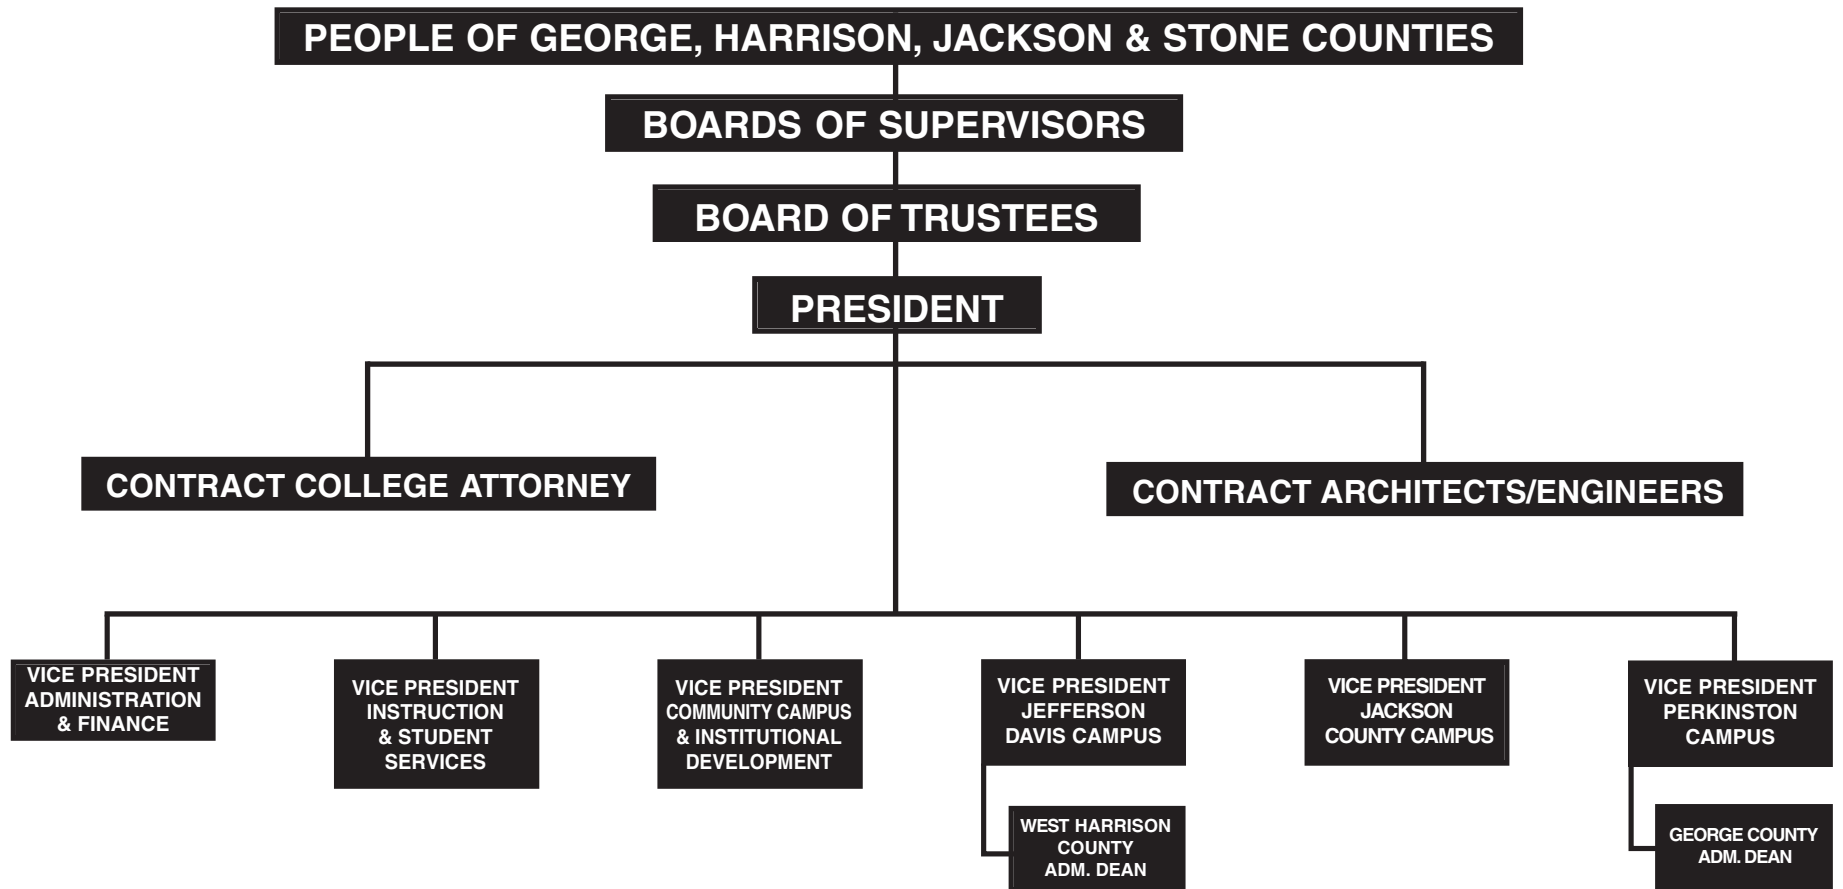 PEOPLE OF GEORGE, HARRISON, JACKSON & STONE COUNTIES
BOARDS OF SUPERVISORS
BOARD OF TRUSTEES
PRESIDENT
CONTRACT COLLEGE ATTORNEY
CONTRACT ARCHITECTS/ENGINEERS
VICE PRESIDENT
ADMINISTRATION
& FINANCE
VICE PRESIDENT
INSTRUCTION
& STUDENT
SERVICES
VICE PRESIDENT
COMMUNITY CAMPUS
& INSTITUTIONAL
DEVELOPMENT
VICE PRESIDENT
JEFFERSON
DAVIS CAMPUS
VICE PRESIDENT
JACKSON
COUNTY CAMPUS
VICE PRESIDENT
PERKINSTON
CAMPUS
WEST HARRISON
COUNTY
ADM. DEAN
GEORGE COUNTY
ADM. DEAN